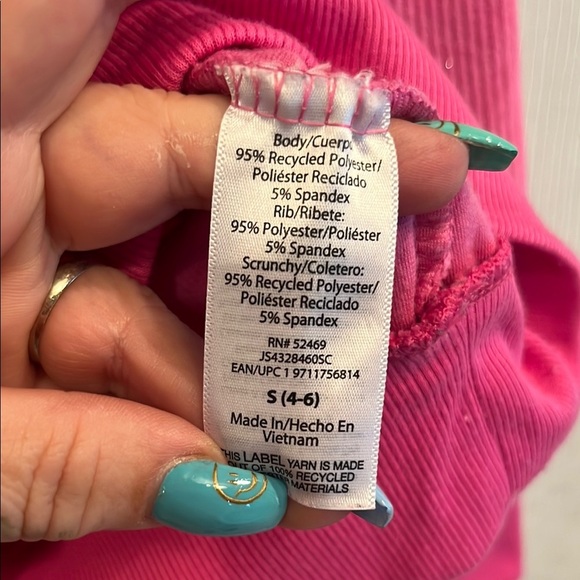 Body/Cuerp
95% Recycled Polyester/
Poliéster Reciclado
5% Spandex
Rib/Ribete:
95% Polyester/Poliéster
5% Spandex
Scrunchy/Coletero:
95% Recycled Polyester/
Poliéster Reciclado
5% Spandex
RN# 52469
JS4328460SC
EAN/UPC 1 9711756814
S (4-6)
Made In/Hecho En
Vietnam
THIS LABEL YARN IS MADE
OUT OF 100% RECYCLED
MATERIALS